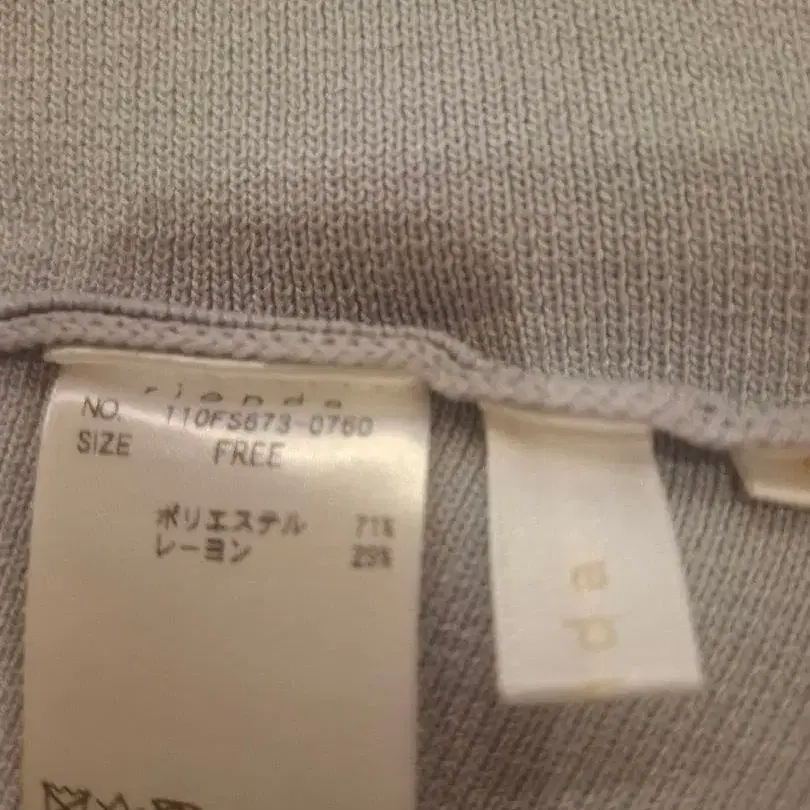 rienda
NO. 110FS673-0760
SIZE FREE
ポリエステル 71%
レーヨン 29%